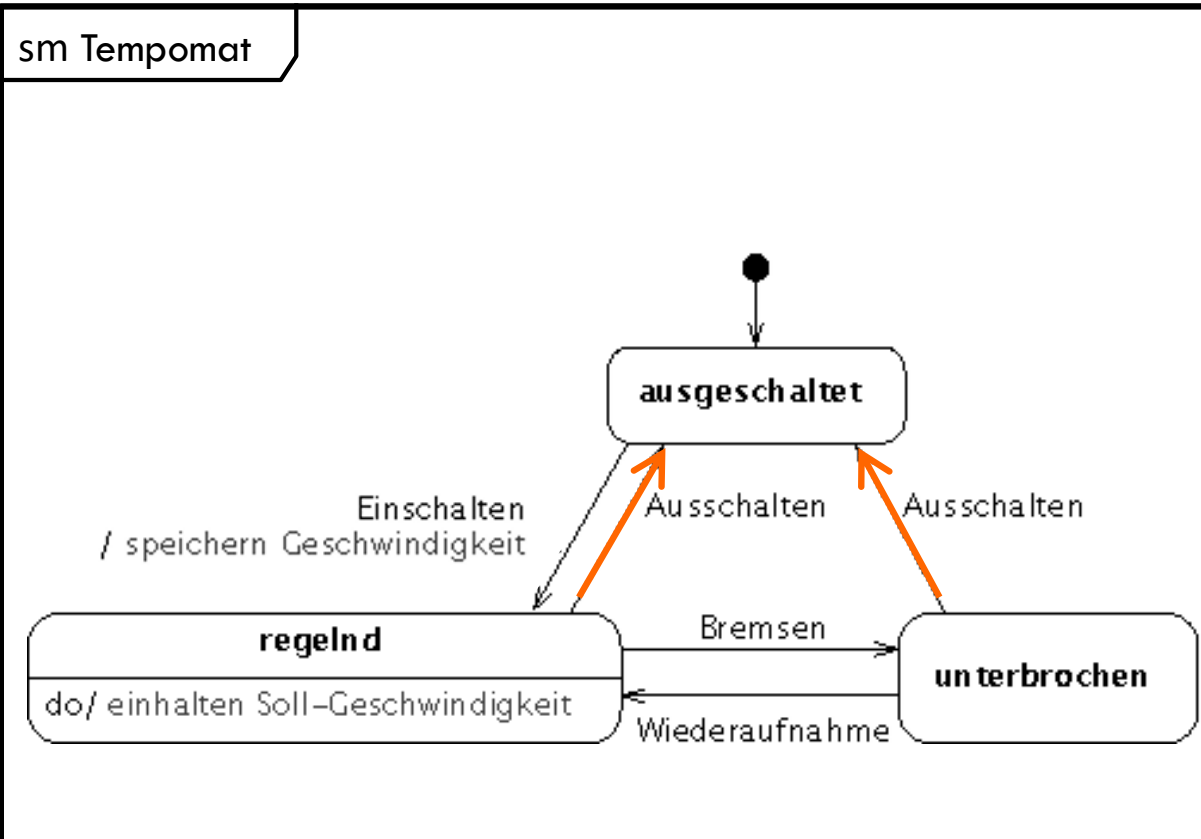 sm Tempomat
ausgeschaltet
Einschalten
/ speichern Geschwindigkeit
Ausschalten
Ausschalten
regelnd
do/ einhalten Soll-Geschwindigkeit
Bremsen
Wiederaufnahme
unterbrochen